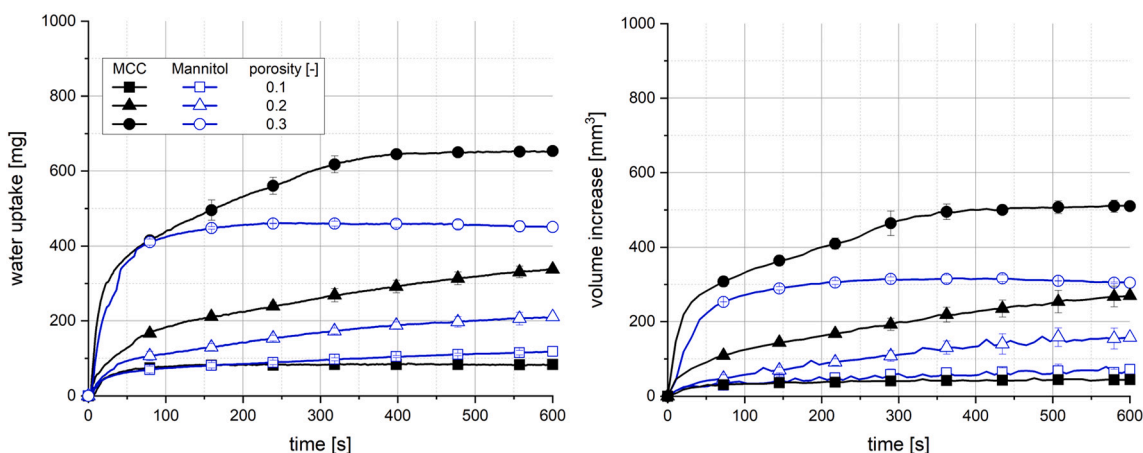 1000
800
600
400
200
0
water uptake [mg]
MCC Mannitol porosity [-]
0.1
0.2
0.3
0 100 200 300 400 500 600
time [s]
1000
800
600
400
200
0
volume increase [mm³]
0 100 200 300 400 500 600
time [s]